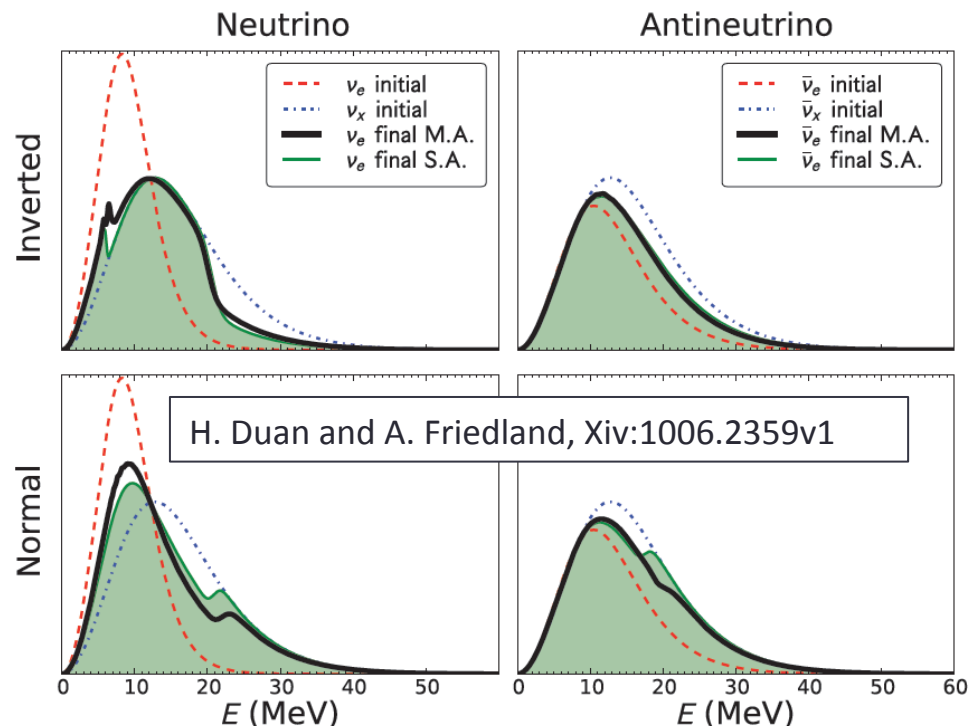 Neutrino
Antineutrino
Inverted
νₑ initial
νₓ initial
νₑ final M.A.
νₑ final S.A.
ν̄ₑ initial
ν̄ₓ initial
ν̄ₑ final M.A.
ν̄ₑ final S.A.
Normal
H. Duan and A. Friedland, Xiv:1006.2359v1
0 10 20 30 40 50
0 10 20 30 40 50 60
E (MeV)
E (MeV)